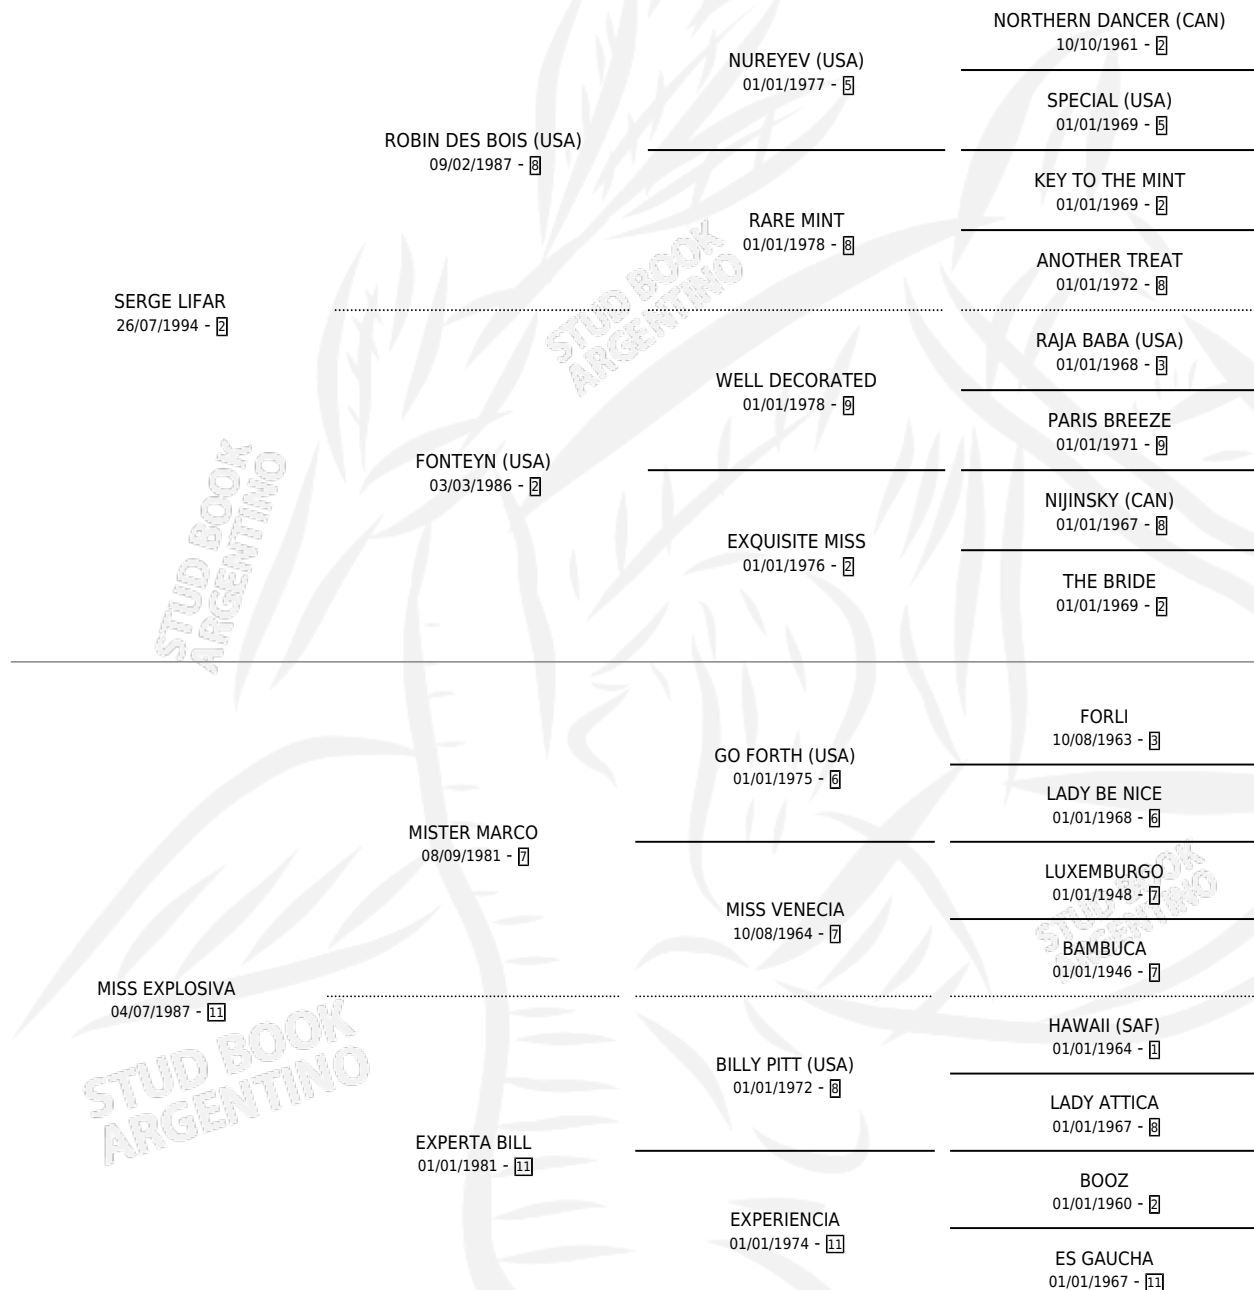 NORTHERN DANCER (CAN)
10/10/1961 - 2
NUREYEV (USA)
01/01/1977 - 5
SPECIAL (USA)
01/01/1969 - 5
ROBIN DES BOIS (USA)
09/02/1987 - 8
KEY TO THE MINT
01/01/1969 - 2
RARE MINT
01/01/1978 - 8
ANOTHER TREAT
01/01/1972 - 8
SERGE LIFAR
26/07/1994 - 2
STUD BOOK
ARGENTINO
RAJA BABA (USA)
01/01/1968 - 3
WELL DECORATED
01/01/1978 - 9
PARIS BREEZE
01/01/1971 - 9
FONTEYN (USA)
03/03/1986 - 2
NIJINSKY (CAN)
01/01/1967 - 8
EXQUISITE MISS
01/01/1976 - 2
THE BRIDE
01/01/1969 - 2
STUD BOOK
ARGENTINO
FORLI
10/08/1963 - 3
GO FORTH (USA)
01/01/1975 - 6
LADY BE NICE
01/01/1968 - 6
MISTER MARCO
08/09/1981 - 7
LUXEMBURGO
01/01/1948 - 7
MISS VENECIA
10/08/1964 - 7
STUD BOOK
ARGENTINO
BAMBUCA
01/01/1946 - 7
MISS EXPLOSIVA
04/07/1987 - 11
STUD BOOK
ARGENTINO
HAWAII (SAF)
01/01/1964 - 1
BILLY PITT (USA)
01/01/1972 - 8
LADY ATTICA
01/01/1967 - 8
EXPERTA BILL
01/01/1981 - 11
BOOZ
01/01/1960 - 2
EXPERIENCIA
01/01/1974 - 11
ES GAUCHA
01/01/1967 - 11